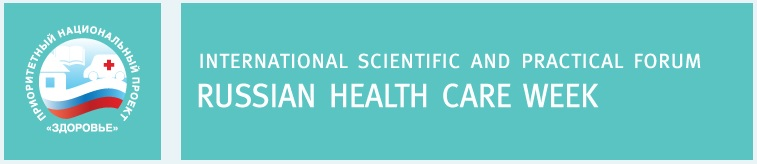 ПРИОРИТЕТНЫЙ НАЦИОНАЛЬНЫЙ ПРОЕКТ
«ЗДОРОВЬЕ»
INTERNATIONAL SCIENTIFIC AND PRACTICAL FORUM
RUSSIAN HEALTH CARE WEEK